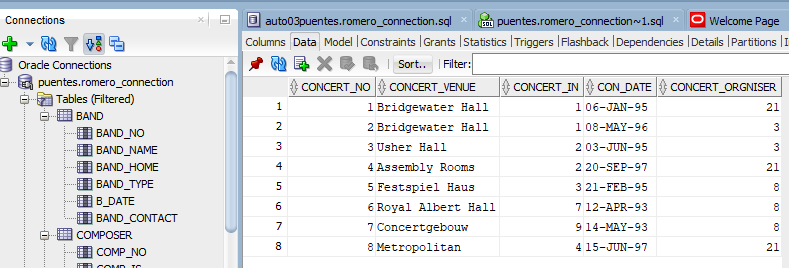 Connections
Oracle Connections
puentes.romero_connection
Tables (Filtered)
BAND
BAND_NO
BAND_NAME
BAND_HOME
BAND_TYPE
B_DATE
BAND_CONTACT
COMPOSER
COMP_NO
COMP_IS
auto03puentes.romero_connection.sql puentes.romero_connection~1.sql Welcome Page
Columns Data Model Constraints Grants Statistics Triggers Flashback Dependencies Details Partitions
Sort.. Filter:
CONCERT_NO CONCERT_VENUE CONCERT_IN CON_DATE CONCERT_ORGNISER
1 1 Bridgewater Hall 1 06-JAN-95 21
2 2 Bridgewater Hall 1 08-MAY-96 3
3 3 Usher Hall 2 03-JUN-95 3
4 4 Assembly Rooms 2 20-SEP-97 21
5 5 Festspiel Haus 3 21-FEB-95 8
6 6 Royal Albert Hall 7 12-APR-93 8
7 7 Concertgebouw 9 14-MAY-93 8
8 8 Metropolitan 4 15-JUN-97 21